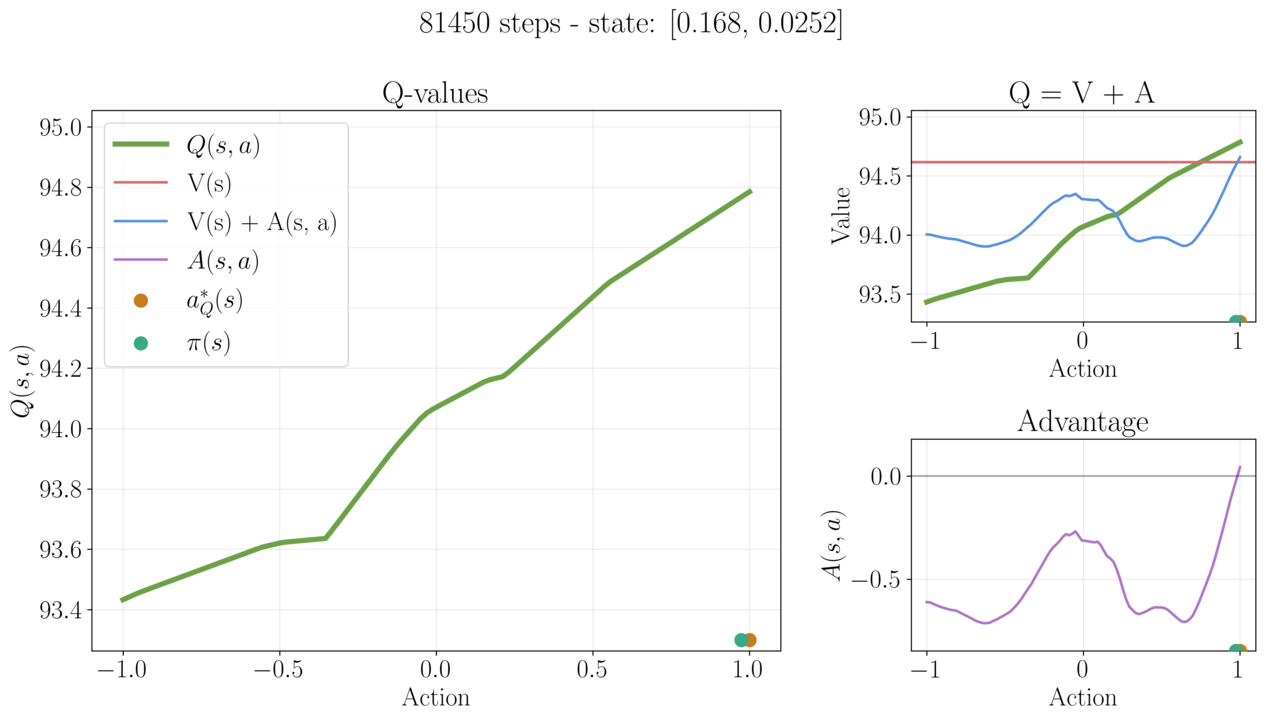 81450 steps - state: [0.168, 0.0252]
Q-values
95.0
94.8
94.6
94.4
94.2
94.0
93.8
93.6
93.4
Q(s, a)
−1.0
−0.5
0.0
0.5
1.0
Action
Q(s, a)
V(s)
V(s) + A(s, a)
A(s, a)
a*_Q(s)
π(s)
Q = V + A
95.0
94.5
94.0
93.5
Value
−1
0
1
Action
Advantage
0.0
−0.5
A(s, a)
−1
0
1
Action